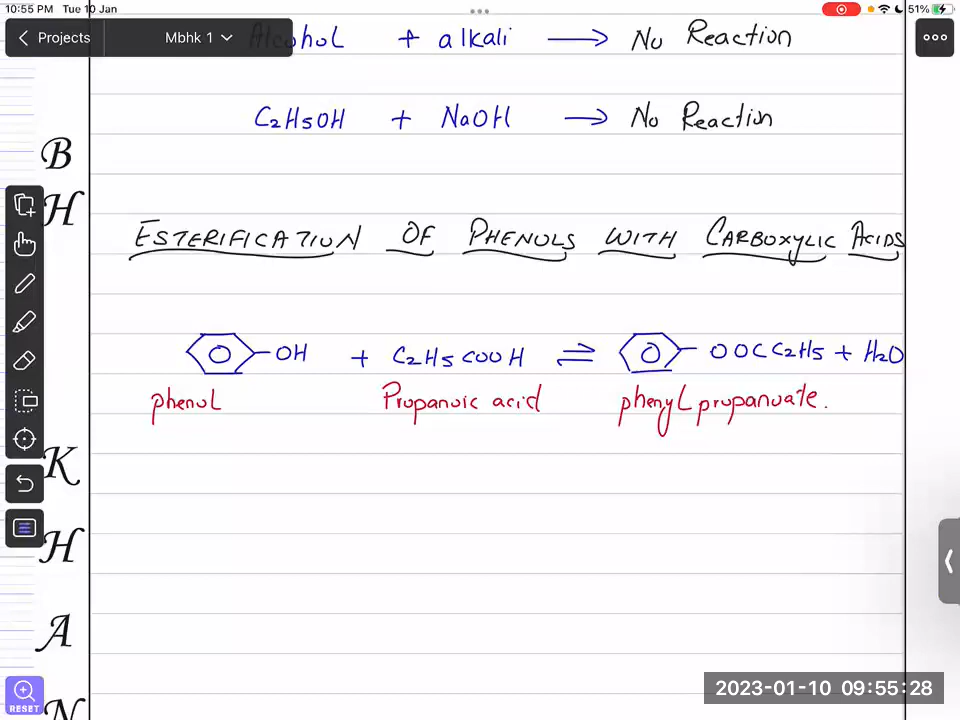 10:55 PM Tue 10 Jan
51%
Projects
Mbhk 1
Alcohol + alkali ⟶ No Reaction
C2H5OH + NaOH ⟶ No Reaction
B
H
ESTERIFICATION OF PHENOLS WITH CARBOXYLIC ACIDS
OH + C2H5COOH ⇌ OOCC2H5 + H2O
phenol Propanoic acid phenyl propanoate.
K
H
A
N
RESET
2023-01-10 09:55:28